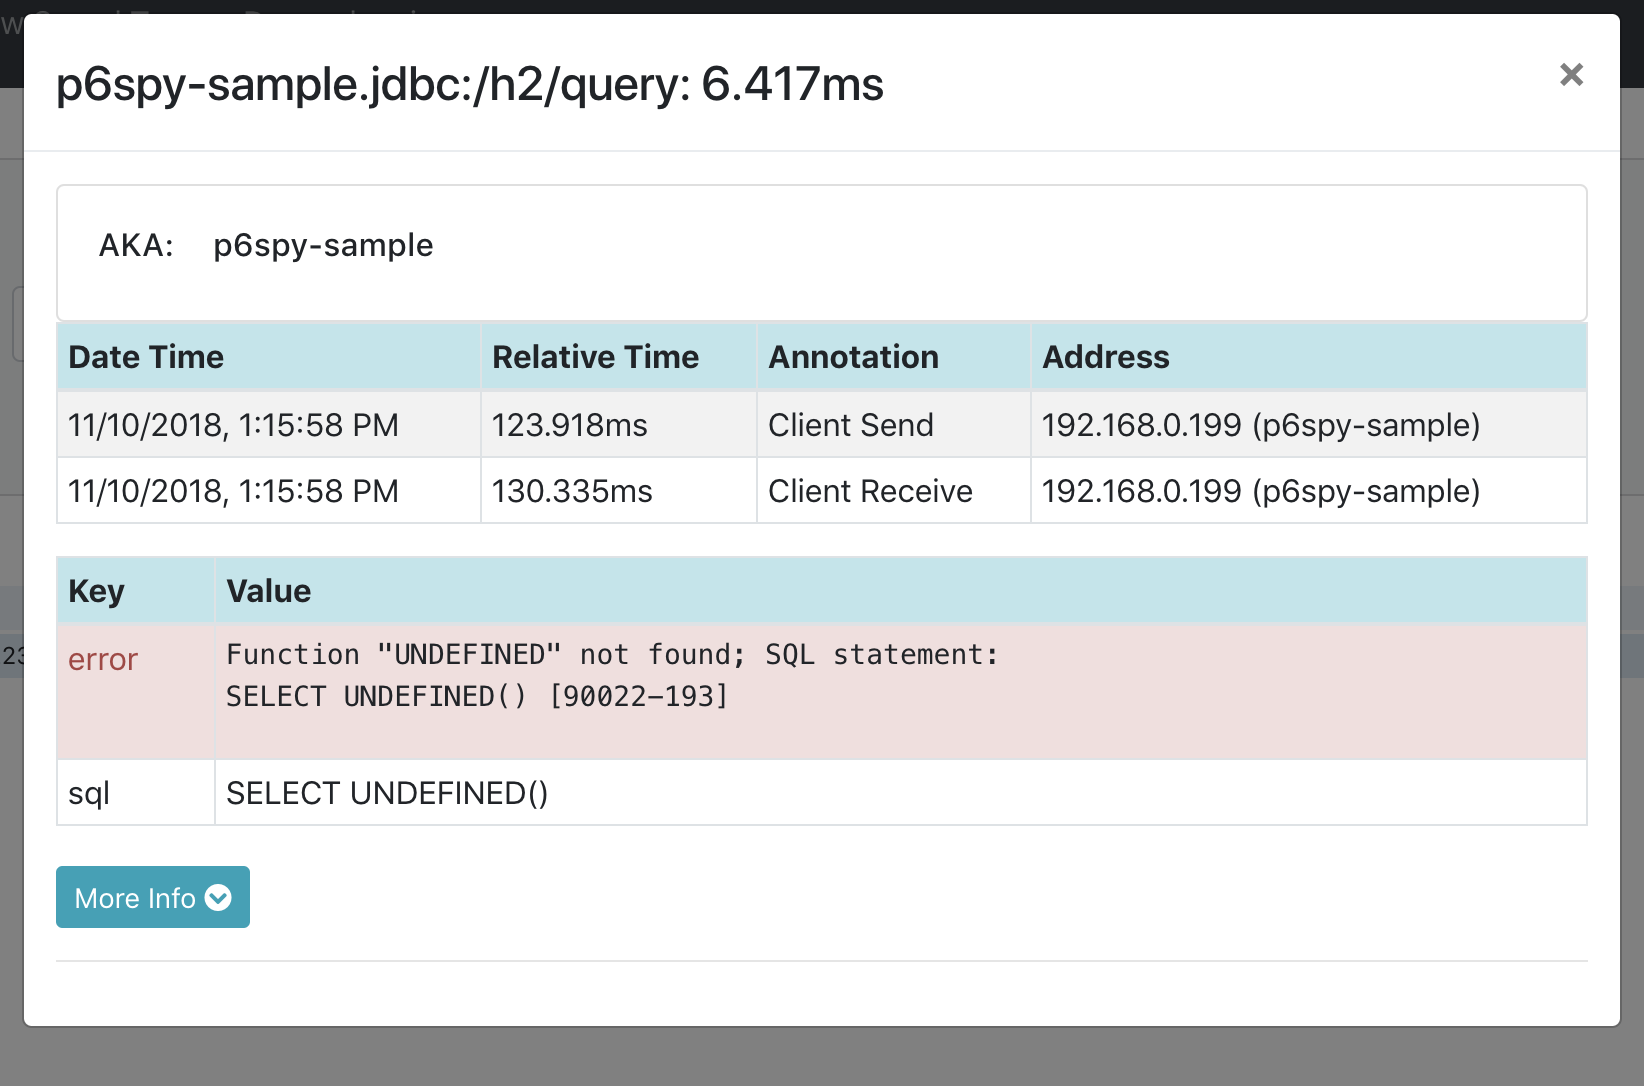 p6spy-sample.jdbc:/h2/query: 6.417ms
×
AKA: p6spy-sample
Date Time Relative Time Annotation Address
11/10/2018, 1:15:58 PM 123.918ms Client Send 192.168.0.199 (p6spy-sample)
11/10/2018, 1:15:58 PM 130.335ms Client Receive 192.168.0.199 (p6spy-sample)
Key Value
error Function "UNDEFINED" not found; SQL statement:
SELECT UNDEFINED() [90022-193]
sql SELECT UNDEFINED()
23
More Info